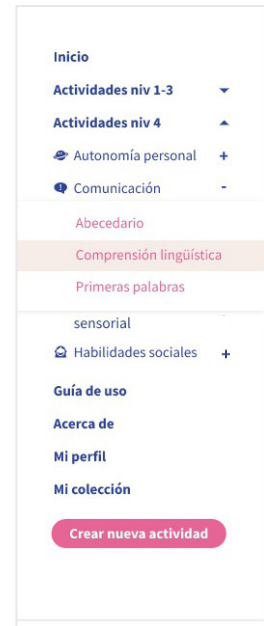 Inicio
Actividades niv 1-3
Actividades niv 4
Autonomía personal +
Comunicación -
Abecedario
Comprensión lingüística
Primeras palabras
sensorial
Habilidades sociales +
Guía de uso
Acerca de
Mi perfil
Mi colección
Crear nueva actividad